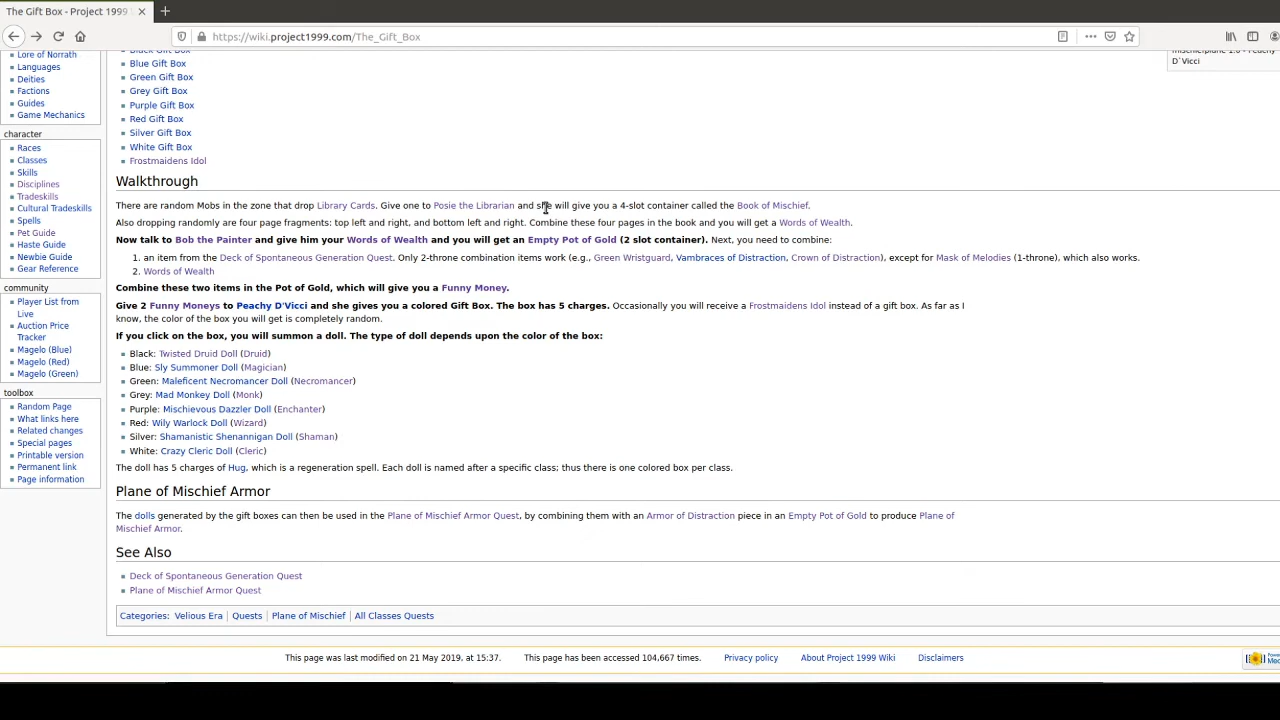 The Gift Box - Project 1999
https://wiki.project1999.com/The_Gift_Box
Lore of Norrath
Languages
Deities
Factions
Guides
Game Mechanics
character
Races
Classes
Skills
Disciplines
Tradeskills
Cultural Tradeskills
Spells
Pet Guide
Haste Guide
Newbie Guide
Gear Reference
community
Player List from
Live
Auction Price
Tracker
Magelo (Blue)
Magelo (Red)
Magelo (Green)
toolbox
Random Page
What links here
Related changes
Special pages
Printable version
Permanent link
Page information
Black Gift Box
Blue Gift Box
Green Gift Box
Grey Gift Box
Purple Gift Box
Red Gift Box
Silver Gift Box
White Gift Box
Frostmaidens Idol
Walkthrough
There are random Mobs in the zone that drop Library Cards. Give one to Posie the Librarian and she will give you a 4-slot container called the Book of Mischief.
Also dropping randomly are four page fragments: top left and right, and bottom left and right. Combine these four pages in the book and you will get a Words of Wealth.
Now talk to Bob the Painter and give him your Words of Wealth and you will get an Empty Pot of Gold (2 slot container). Next, you need to combine:
1. an item from the Deck of Spontaneous Generation Quest. Only 2-throne combination items work (e.g., Green Wristguard, Vambraces of Distraction, Crown of Distraction), except for Mask of Melodies (1-throne), which also works.
2. Words of Wealth
Combine these two items in the Pot of Gold, which will give you a Funny Money.
Give 2 Funny Moneys to Peachy D'Vicci and she gives you a colored Gift Box. The box has 5 charges. Occasionally you will receive a Frostmaidens Idol instead of a gift box. As far as I
know, the color of the box you will get is completely random.
If you click on the box, you will summon a doll. The type of doll depends upon the color of the box:
Black: Twisted Druid Doll (Druid)
Blue: Sly Summoner Doll (Magician)
Green: Maleficent Necromancer Doll (Necromancer)
Grey: Mad Monkey Doll (Monk)
Purple: Mischievous Dazzler Doll (Enchanter)
Red: Wily Warlock Doll (Wizard)
Silver: Shamanistic Shenannigan Doll (Shaman)
White: Crazy Cleric Doll (Cleric)
The doll has 5 charges of Hug, which is a regeneration spell. Each doll is named after a specific class; thus there is one colored box per class.
Plane of Mischief Armor
The dolls generated by the gift boxes can then be used in the Plane of Mischief Armor Quest, by combining them with an Armor of Distraction piece in an Empty Pot of Gold to produce Plane of
Mischief Armor.
See Also
Deck of Spontaneous Generation Quest
Plane of Mischief Armor Quest
Categories: Velious Era | Quests | Plane of Mischief | All Classes Quests
This page was last modified on 21 May 2019, at 15:37. This page has been accessed 104,667 times. Privacy policy About Project 1999 Wiki Disclaimers
D`Vicci